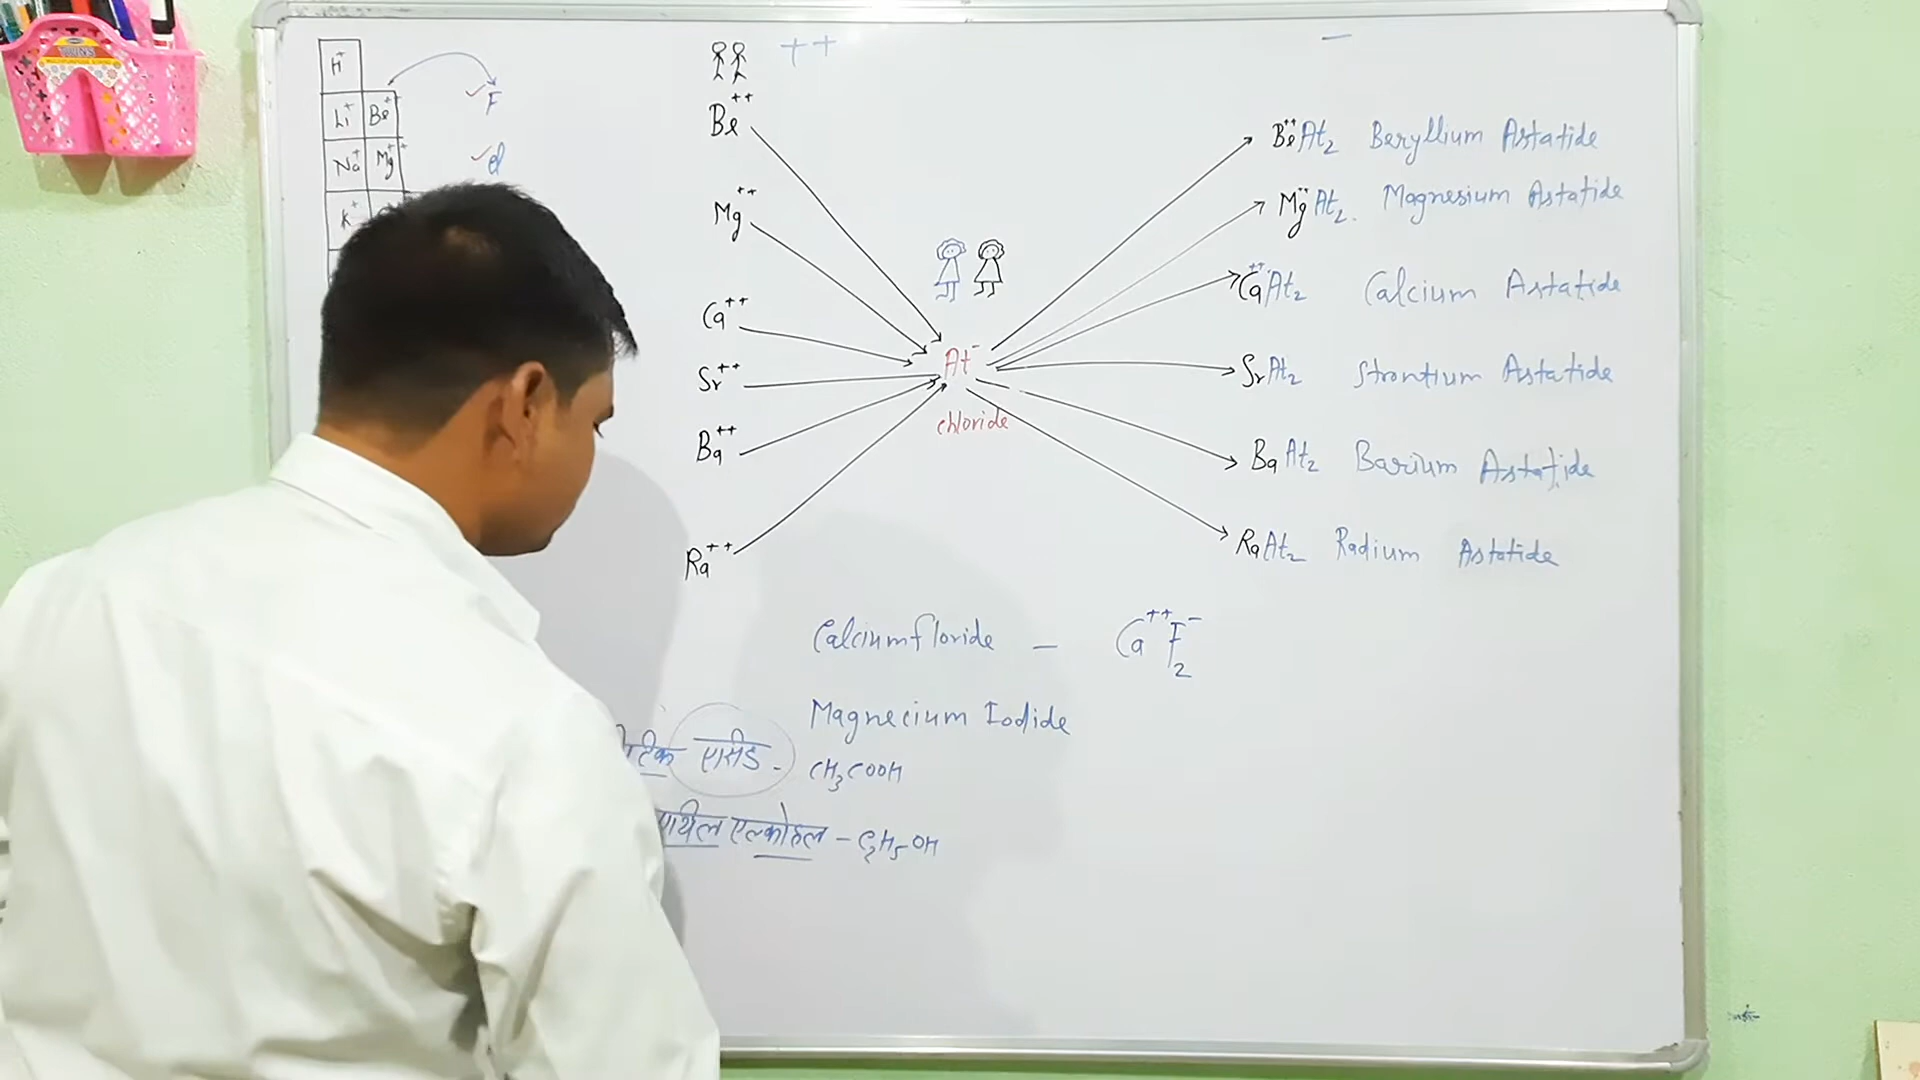 H+
Li+ Be++
Na+ Mg++
K+
F
Cl
++
−
Be++
Mg++
Ca++
Sr++
Ba++
Ra++
At−
chloride
Be++At2 Beryllium Astatide
Mg++At2. Magnesium Astatide
Ca++At2 Calcium Astatide
SrAt2 Strontium Astatide
BaAt2 Barium Astatide
RaAt2 Radium Astatide
Calciumfloride − Ca++F2−
Magnecium Iodide
एसीड - CH3COOH
एल्कोहल - C2H5OH